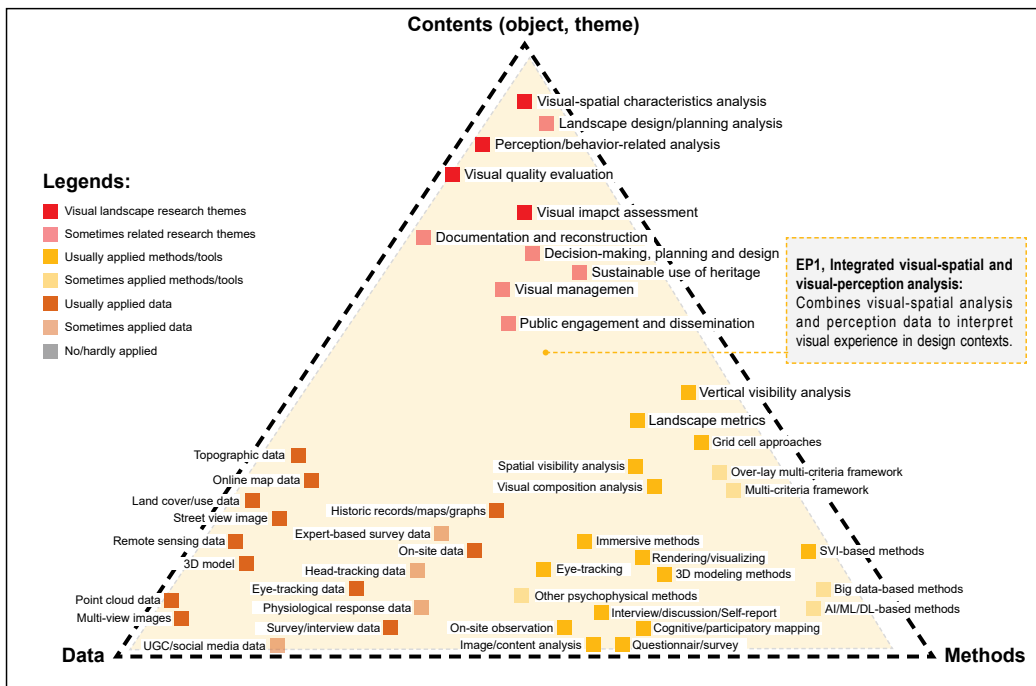 Contents (object, theme)
Visual-spatial characteristics analysis
Landscape design/planning analysis
Perception/behavior-related analysis
Visual quality evaluation
Visual imapct assessment
Documentation and reconstruction
Decision-making, planning and design
Sustainable use of heritage
Visual managemen
Public engagement and dissemination
Legends:
Visual landscape research themes
Sometimes related research themes
Usually applied methods/tools
Sometimes applied methods/tools
Usually applied data
Sometimes applied data
No/hardly applied
EP1, Integrated visual-spatial and
visual-perception analysis:
Combines visual-spatial analysis
and perception data to interpret
visual experience in design contexts.
Vertical visibility analysis
Landscape metrics
Grid cell approaches
Topographic data
Spatial visibility analysis
Over-lay multi-criteria framework
Online map data
Visual composition analysis
Multi-criteria framework
Land cover/use data
Historic records/maps/graphs
Street view image
Expert-based survey data
Remote sensing data
Immersive methods
On-site data
SVI-based methods
3D model
Rendering/visualizing
Head-tracking data
Eye-tracking
3D modeling methods
Eye-tracking data
Other psychophysical methods
Big data-based methods
Point cloud data
Physiological response data
Interview/discussion/Self-report
AI/ML/DL-based methods
Multi-view images
Survey/interview data
On-site observation
Cognitive/participatory mapping
UGC/social media data
Image/content analysis
Questionnair/survey
Data
Methods